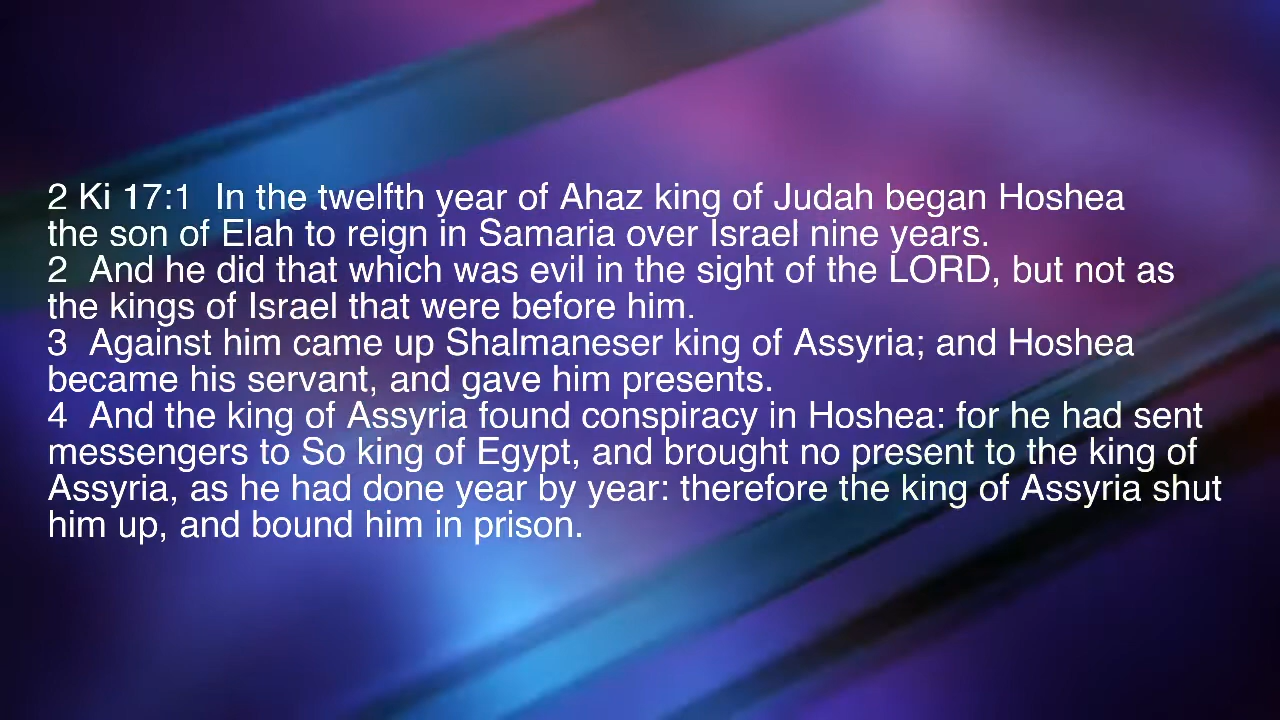 2 Ki 17:1  In the twelfth year of Ahaz king of Judah began Hoshea
the son of Elah to reign in Samaria over Israel nine years.
2  And he did that which was evil in the sight of the LORD, but not as
the kings of Israel that were before him.
3  Against him came up Shalmaneser king of Assyria; and Hoshea
became his servant, and gave him presents.
4  And the king of Assyria found conspiracy in Hoshea: for he had sent
messengers to So king of Egypt, and brought no present to the king of
Assyria, as he had done year by year: therefore the king of Assyria shut
him up, and bound him in prison.